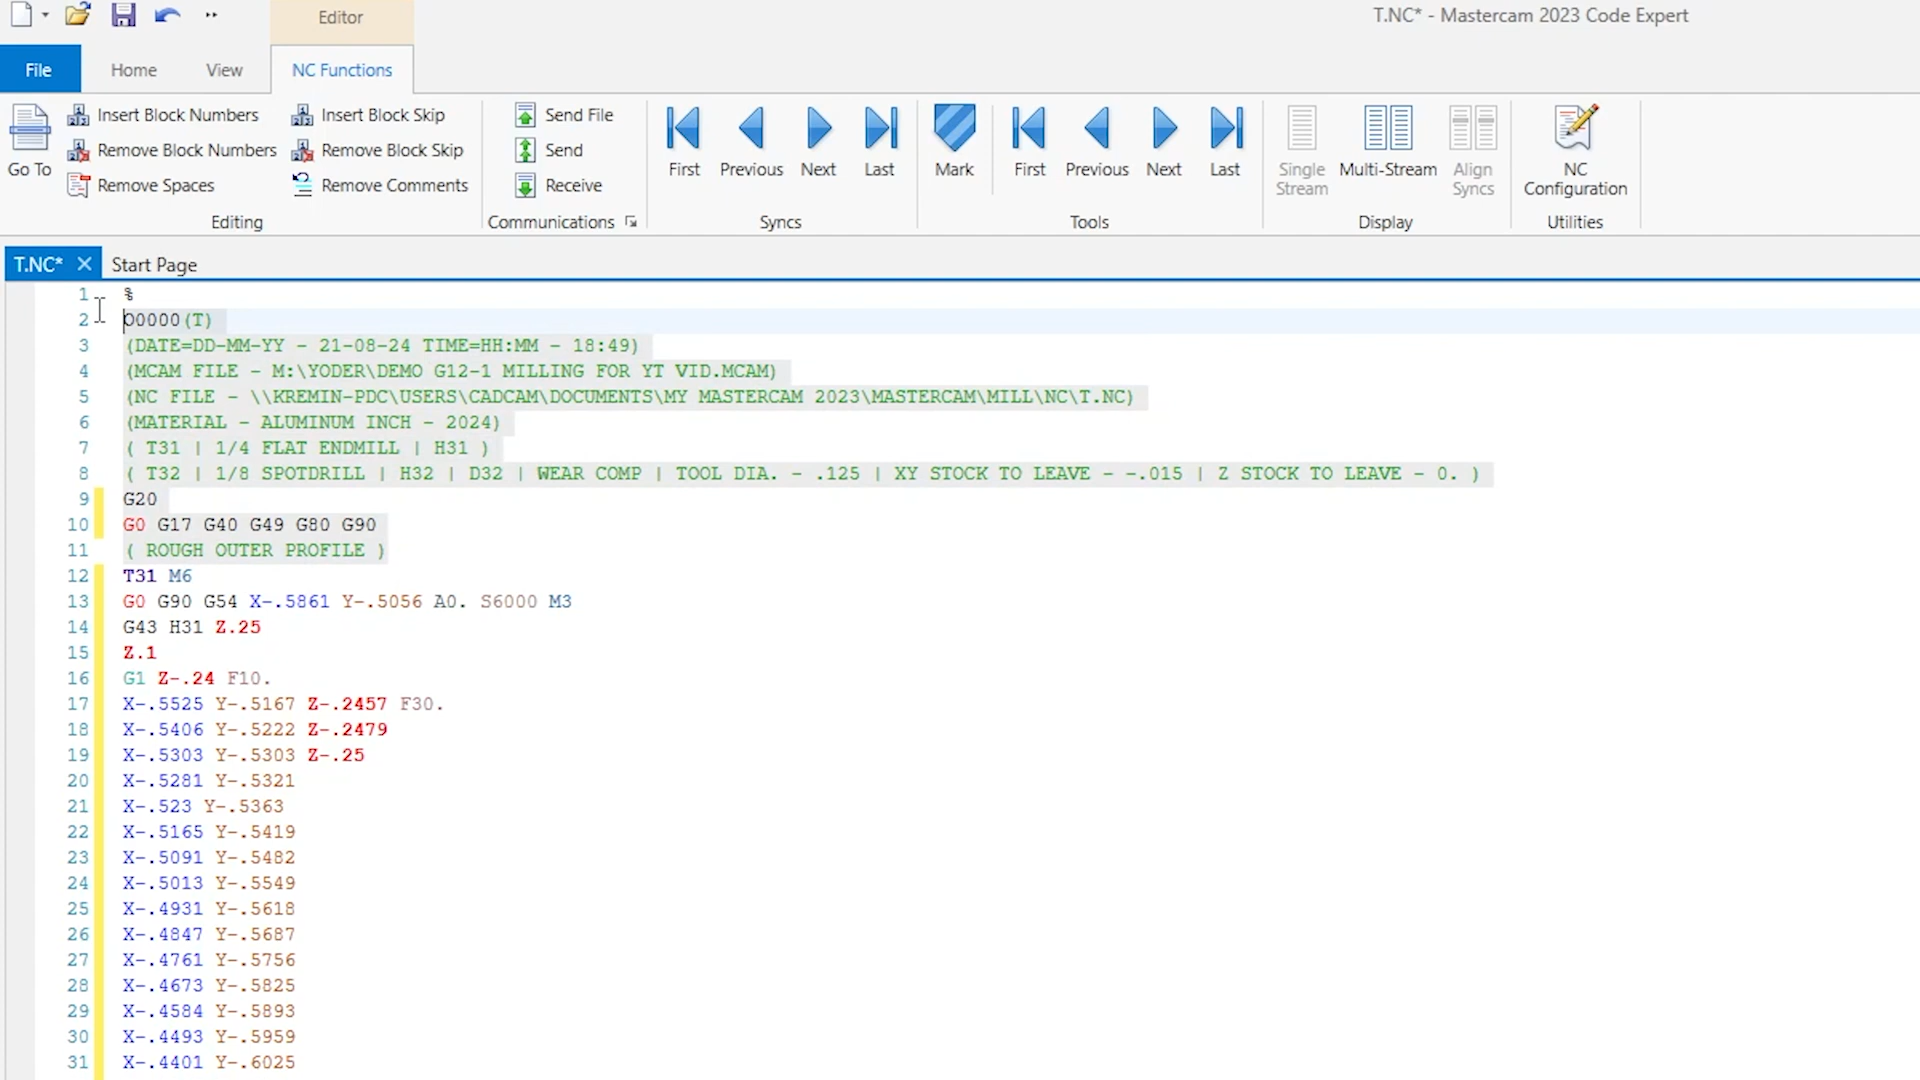 Editor
T.NC* - Mastercam 2023 Code Expert
File
Home
View
NC Functions
Go To
Insert Block Numbers
Remove Block Numbers
Remove Spaces
Insert Block Skip
Remove Block Skip
Remove Comments
Editing
Send File
Send
Receive
Communications
First
Previous
Next
Last
Syncs
Mark
First
Previous
Next
Last
Tools
Single Stream
Multi-Stream
Align Syncs
Display
NC Configuration
Utilities
T.NC*
Start Page
1 %
2 O0000(T)
3 (DATE=DD-MM-YY - 21-08-24 TIME=HH:MM - 18:49)
4 (MCAM FILE - M:\YODER\DEMO G12-1 MILLING FOR YT VID.MCAM)
5 (NC FILE - \\KREMIN-PDC\USERS\CADCAM\DOCUMENTS\MY MASTERCAM 2023\MASTERCAM\MILL\NC\T.NC)
6 (MATERIAL - ALUMINUM INCH - 2024)
7 ( T31 | 1/4 FLAT ENDMILL | H31 )
8 ( T32 | 1/8 SPOTDRILL | H32 | D32 | WEAR COMP | TOOL DIA. - .125 | XY STOCK TO LEAVE - -.015 | Z STOCK TO LEAVE - 0. )
9 G20
10 G0 G17 G40 G49 G80 G90
11 ( ROUGH OUTER PROFILE )
12 T31 M6
13 G0 G90 G54 X-.5861 Y-.5056 A0. S6000 M3
14 G43 H31 Z.25
15 Z.1
16 G1 Z-.24 F10.
17 X-.5525 Y-.5167 Z-.2457 F30.
18 X-.5406 Y-.5222 Z-.2479
19 X-.5303 Y-.5303 Z-.25
20 X-.5281 Y-.5321
21 X-.523 Y-.5363
22 X-.5165 Y-.5419
23 X-.5091 Y-.5482
24 X-.5013 Y-.5549
25 X-.4931 Y-.5618
26 X-.4847 Y-.5687
27 X-.4761 Y-.5756
28 X-.4673 Y-.5825
29 X-.4584 Y-.5893
30 X-.4493 Y-.5959
31 X-.4401 Y-.6025